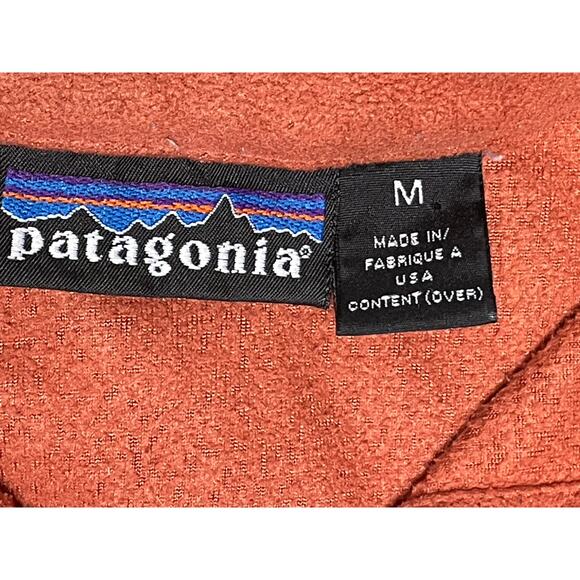 patagonia®
M
MADE IN/
FABRIQUE A
USA
CONTENT (OVER)